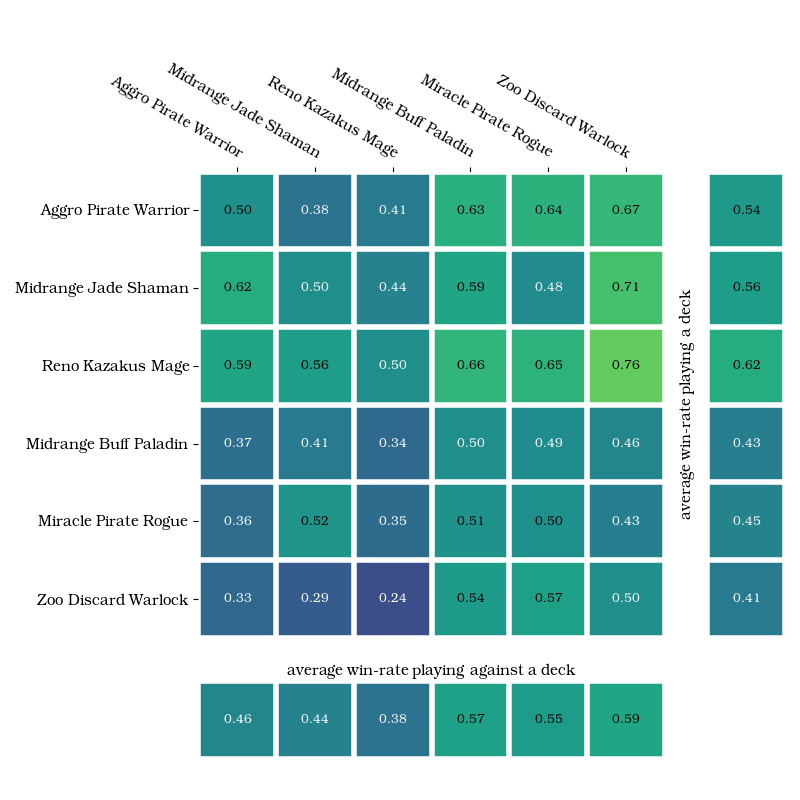 Aggro Pirate Warrior
Midrange Jade Shaman
Reno Kazakus Mage
Midrange Buff Paladin
Miracle Pirate Rogue
Zoo Discard Warlock
Aggro Pirate Warrior 0.50 0.38 0.41 0.63 0.64 0.67 0.54
Midrange Jade Shaman 0.62 0.50 0.44 0.59 0.48 0.71 0.56
Reno Kazakus Mage 0.59 0.56 0.50 0.66 0.65 0.76 0.62
Midrange Buff Paladin 0.37 0.41 0.34 0.50 0.49 0.46 0.43
Miracle Pirate Rogue 0.36 0.52 0.35 0.51 0.50 0.43 0.45
Zoo Discard Warlock 0.33 0.29 0.24 0.54 0.57 0.50 0.41
average win-rate playing a deck
average win-rate playing against a deck
0.46 0.44 0.38 0.57 0.55 0.59